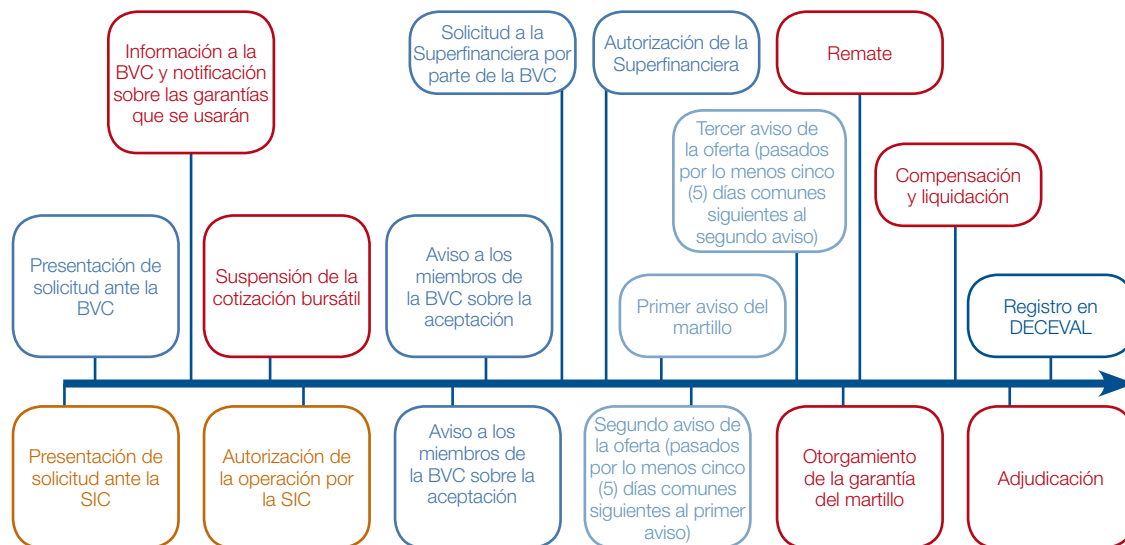 Información a la
BVC y notificación
sobre las garantías
que se usarán
Solicitud a la
Superfinanciera por
parte de la BVC
Autorización de la
Superfinanciera
Remate
Tercer aviso de
la oferta (pasados
por lo menos cinco
(5) días comunes
siguientes al
segundo aviso)
Compensación
y liquidación
Presentación de
solicitud ante la
BVC
Suspensión de la
cotización bursátil
Aviso a los
miembros de
la BVC sobre la
aceptación
Primer aviso del
martillo
Registro en
DECEVAL
Presentación de
solicitud ante la
SIC
Autorización de
la operación por
la SIC
Aviso a los
miembros de
la BVC sobre la
aceptación
Segundo aviso de
la oferta (pasados
por lo menos cinco
(5) días comunes
siguientes al primer
aviso)
Otorgamiento
de la garantía
del martillo
Adjudicación